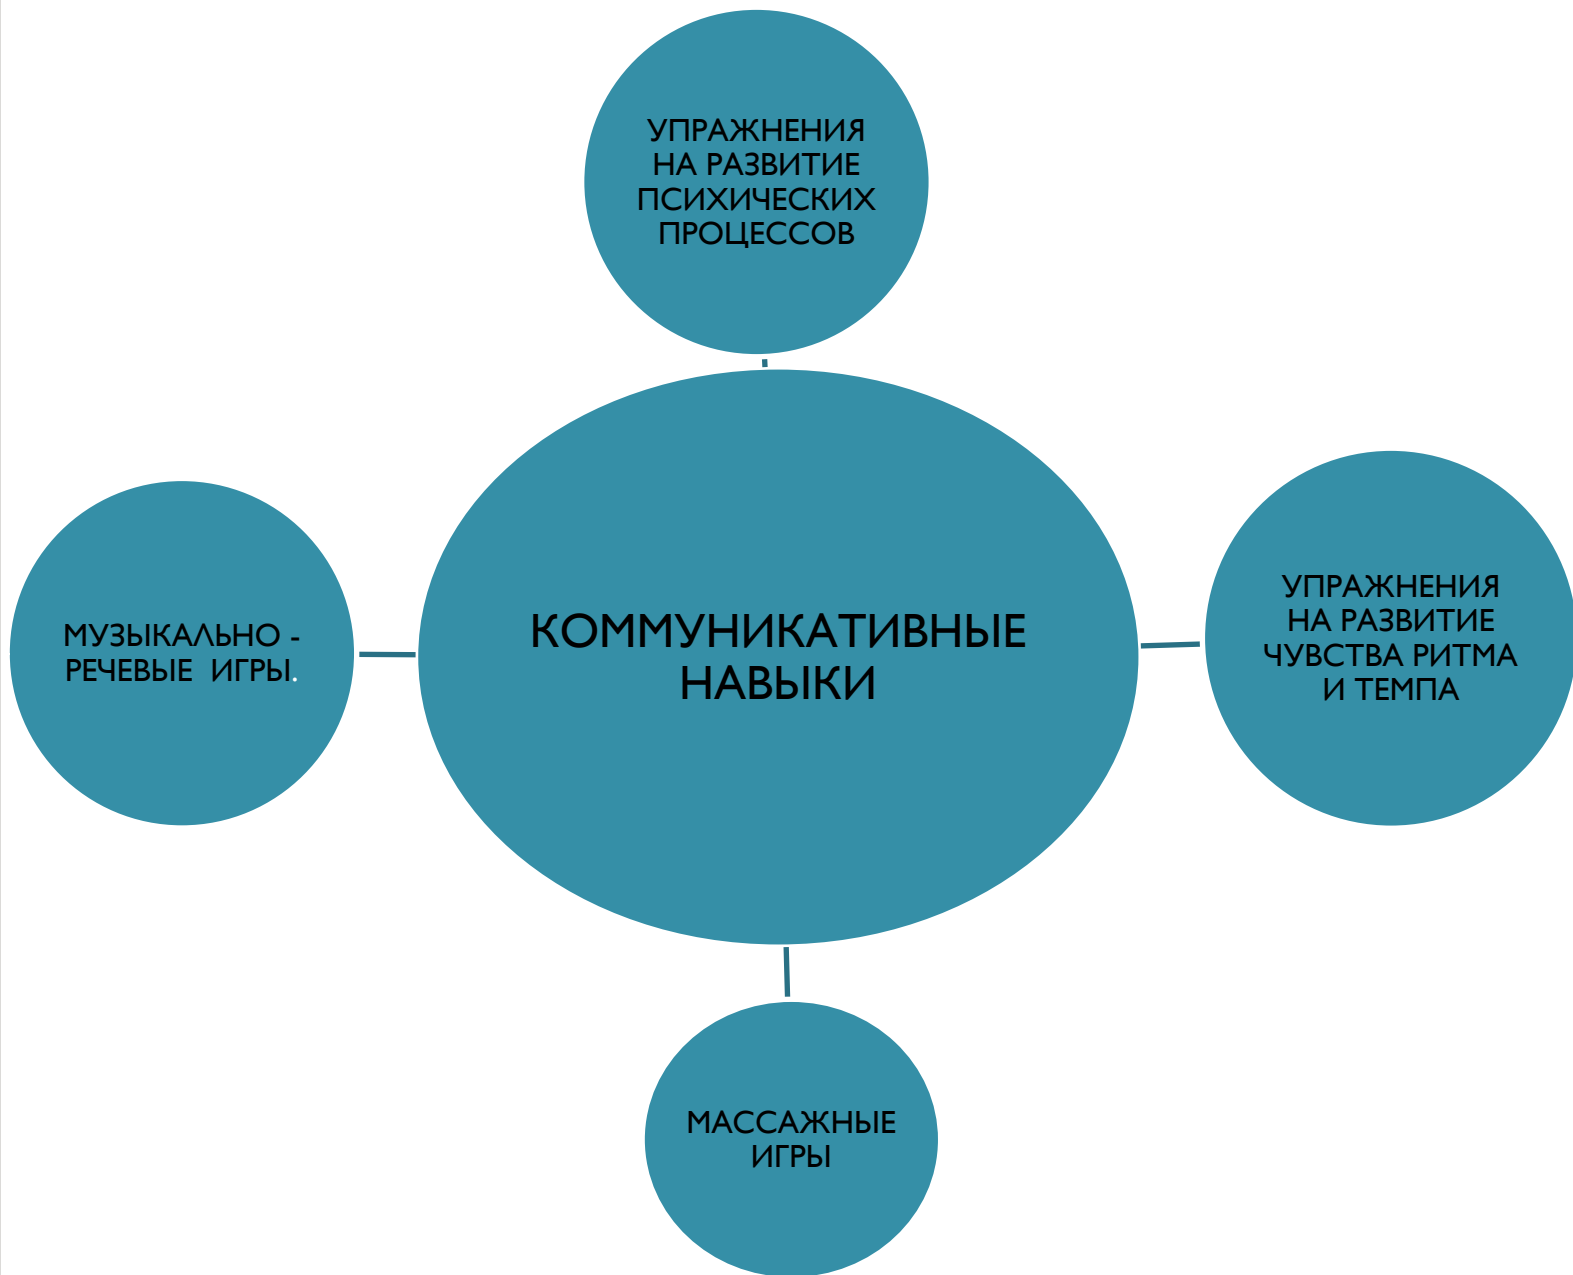 УПРАЖНЕНИЯ
НА РАЗВИТИЕ
ПСИХИЧЕСКИХ
ПРОЦЕССОВ
МУЗЫКАЛЬНО -
РЕЧЕВЫЕ  ИГРЫ.
КОММУНИКАТИВНЫЕ
НАВЫКИ
УПРАЖНЕНИЯ
НА РАЗВИТИЕ
ЧУВСТВА РИТМА
И ТЕМПА
МАССАЖНЫЕ
ИГРЫ